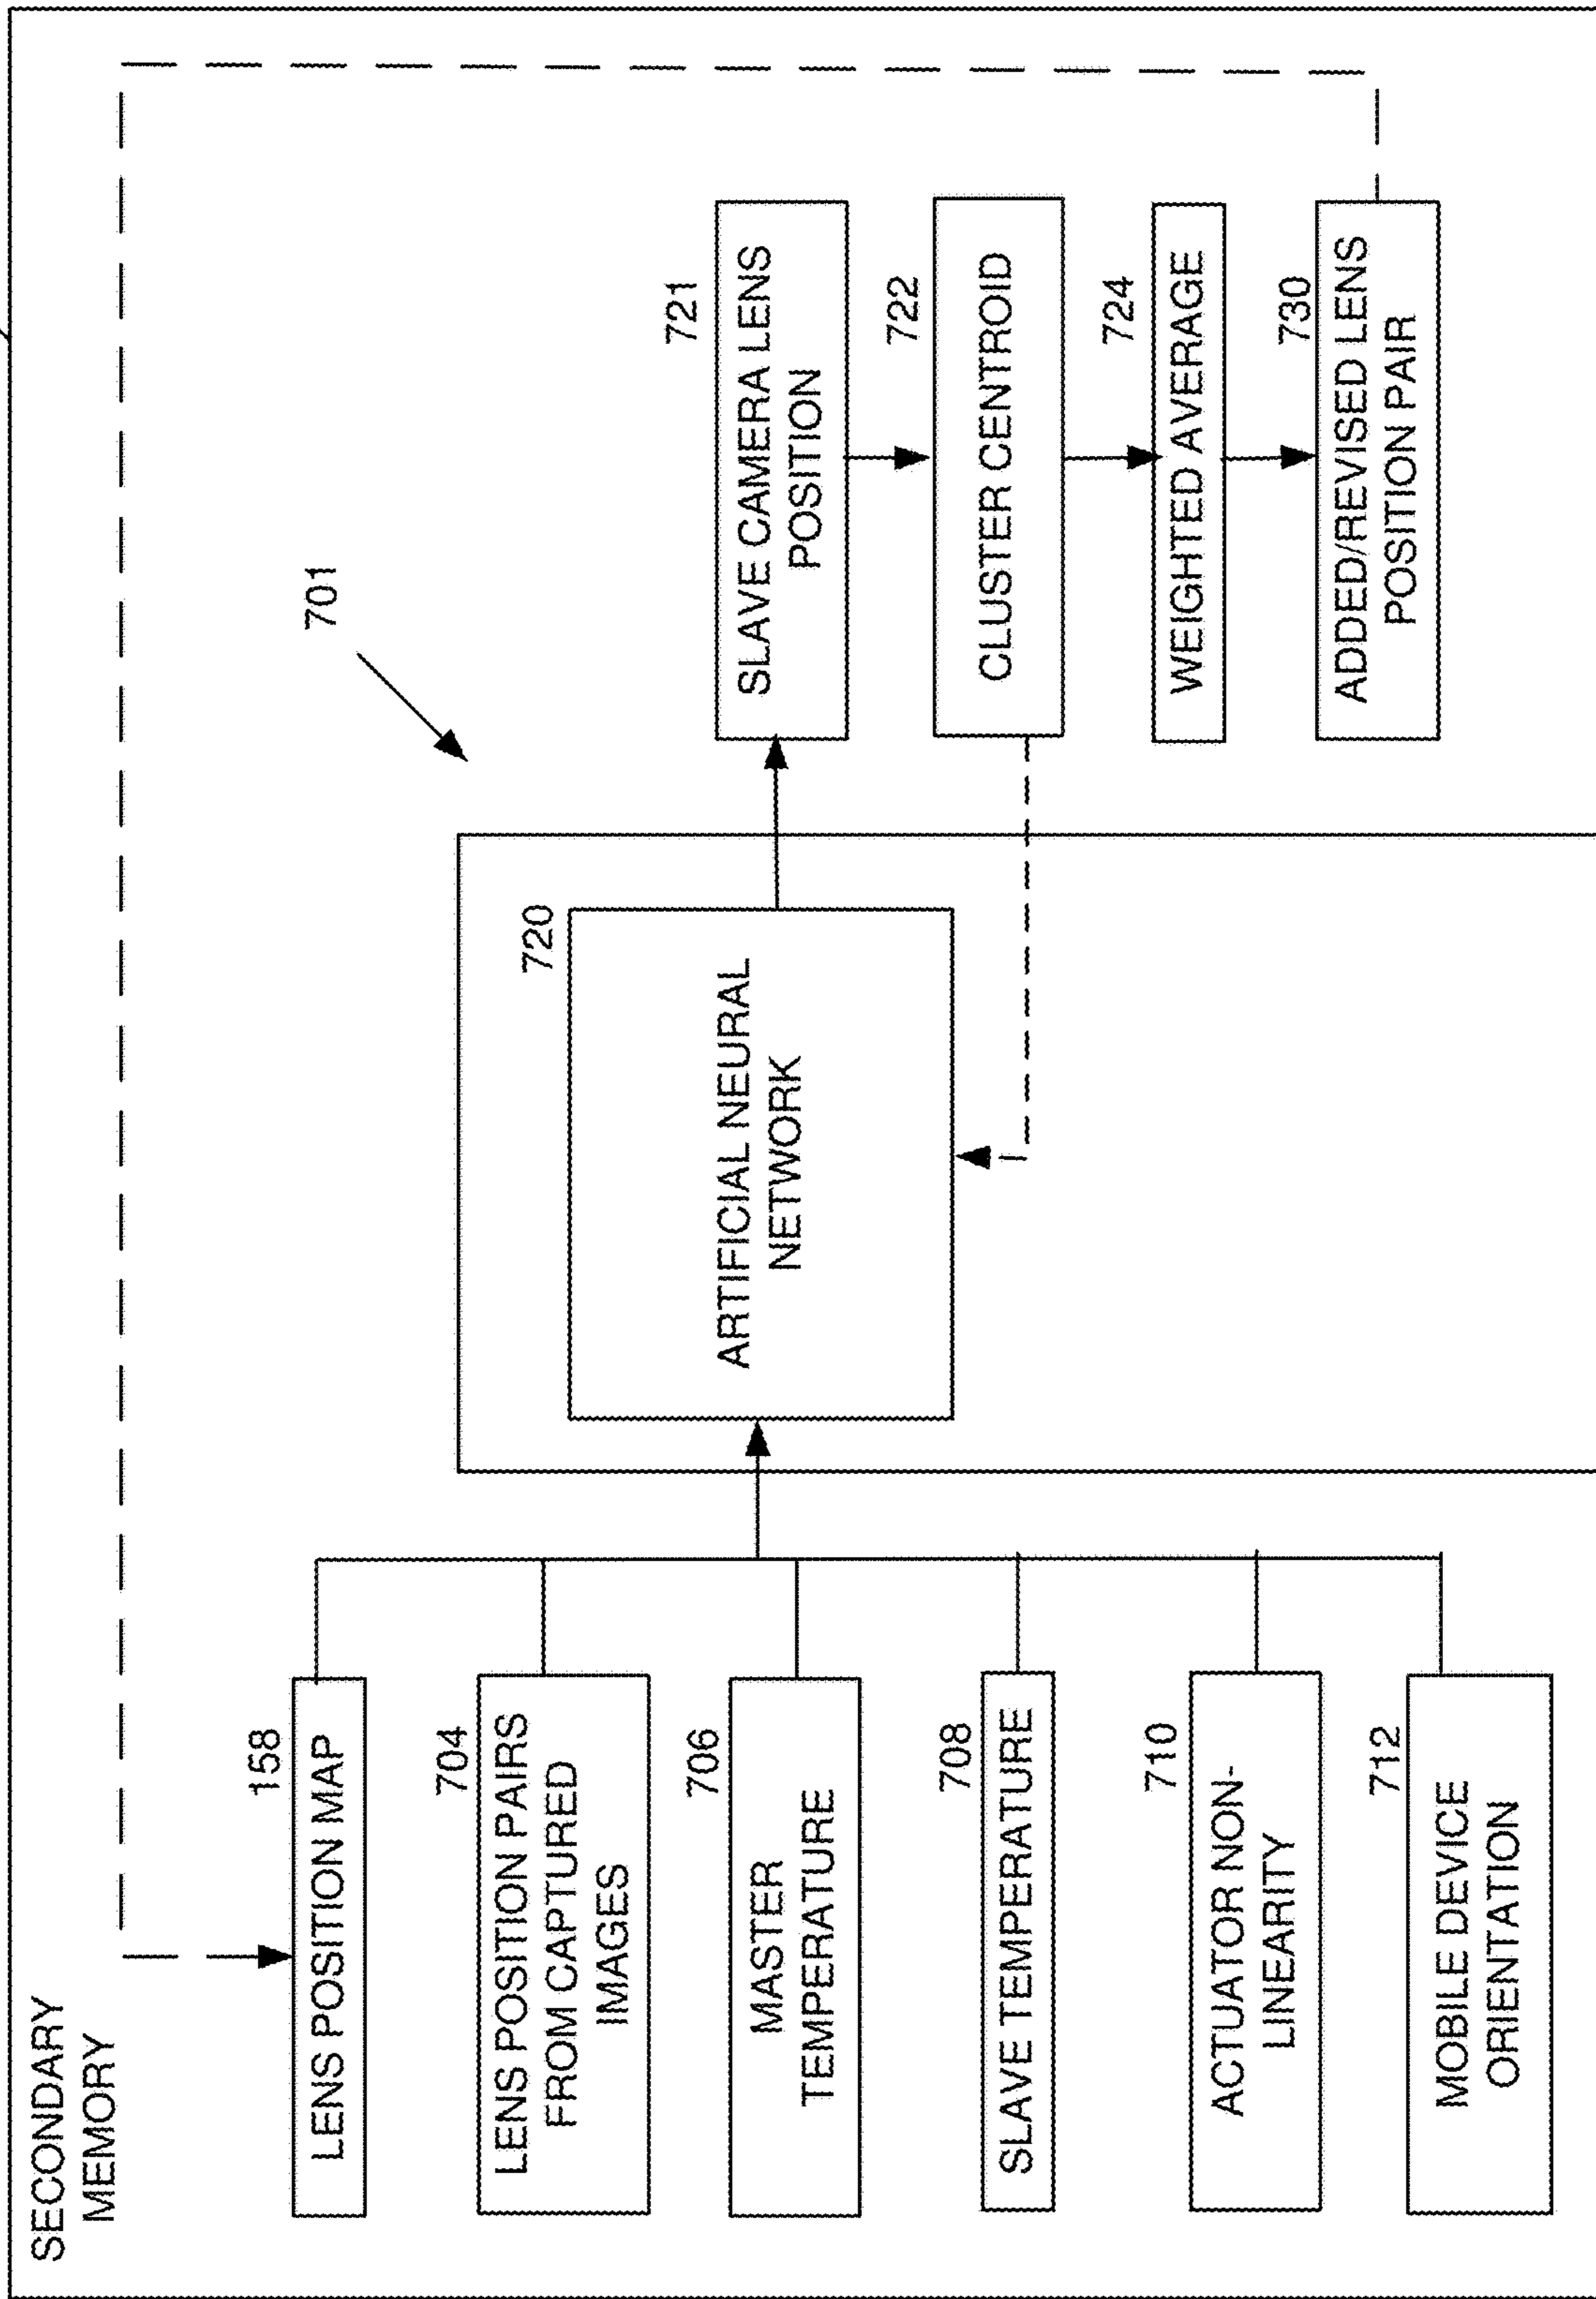 SECONDARY
MEMORY
158
LENS POSITION MAP
704
LENS POSITION PAIRS
FROM CAPTURED
IMAGES
706
MASTER
TEMPERATURE
708
SLAVE TEMPERATURE
710
ACTUATOR NON-
LINEARITY
712
MOBILE DEVICE
ORIENTATION
720
ARTIFICIAL NEURAL
NETWORK
701
721
SLAVE CAMERA LENS
POSITION
722
CLUSTER CENTROID
724
WEIGHTED AVERAGE
730
ADDED/REVISED LENS
POSITION PAIR